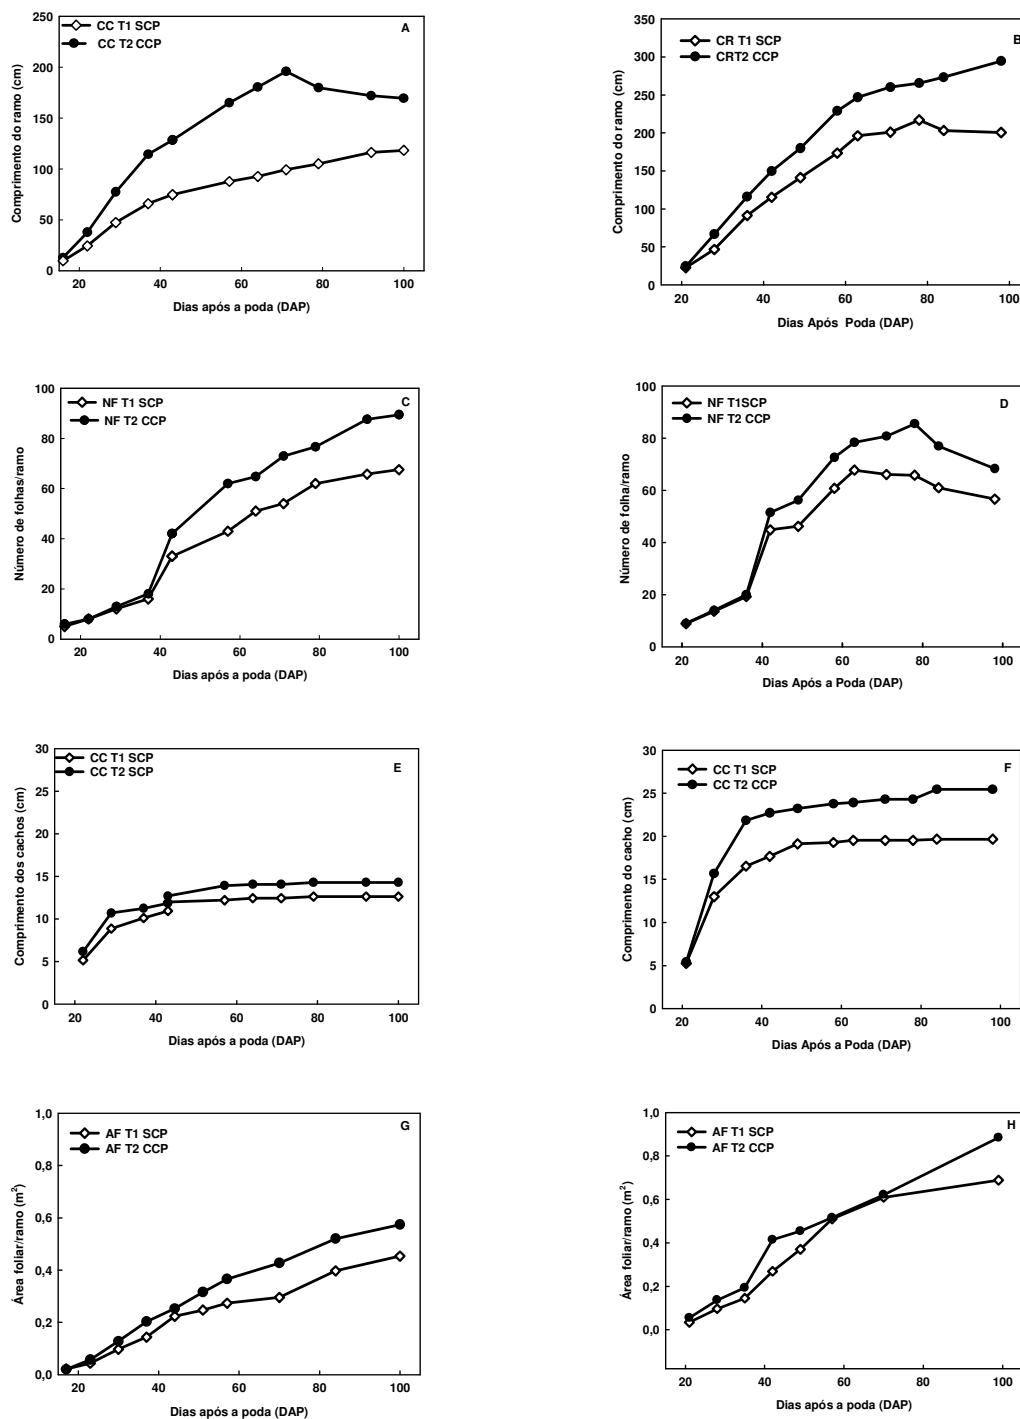 A
CC T1 SCP
CC T2 CCP
Comprimento do ramo (cm)
250
200
150
100
50
0
20 40 60 80 100
Dias após a poda (DAP)
B
CR T1 SCP
CRT2 CCP
Comprimento do ramo (cm)
350
300
250
200
150
100
50
0
20 40 60 80 100
Dias Após Poda (DAP)
C
NF T1 SCP
NF T2 CCP
Número de folhas/ramo
100
80
60
40
20
0
20 40 60 80 100
Dias após a poda (DAP)
D
NF T1SCP
NF T2 CCP
Número de folha/ramo
100
80
60
40
20
0
20 40 60 80 100
Dias Após a Poda (DAP)
E
CC T1 SCP
CC T2 SCP
Comprimento dos cachos (cm)
30
25
20
15
10
5
0
20 40 60 80 100
Dias após a poda (DAP)
F
CC T1 SCP
CC T2 CCP
Comprimento do cacho (cm)
30
25
20
15
10
5
0
20 40 60 80 100
Dias Após a Poda (DAP)
G
AF T1 SCP
AF T2 CCP
Área foliar/ramo (m²)
1,0
0,8
0,6
0,4
0,2
0,0
20 40 60 80 100
Dias após a poda (DAP)
H
AF T1 SCP
AF T2 CCP
Área foliar/ramo (m²)
1,0
0,8
0,6
0,4
0,2
0,0
20 40 60 80 100
Dias após a poda (DAP)